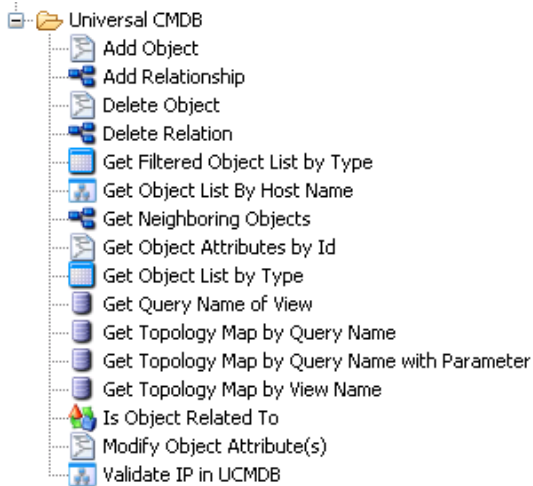 Universal CMDB
Add Object
Add Relationship
Delete Object
Delete Relation
Get Filtered Object List by Type
Get Object List By Host Name
Get Neighboring Objects
Get Object Attributes by Id
Get Object List by Type
Get Query Name of View
Get Topology Map by Query Name
Get Topology Map by Query Name with Parameter
Get Topology Map by View Name
Is Object Related To
Modify Object Attribute(s)
Validate IP in UCMDB